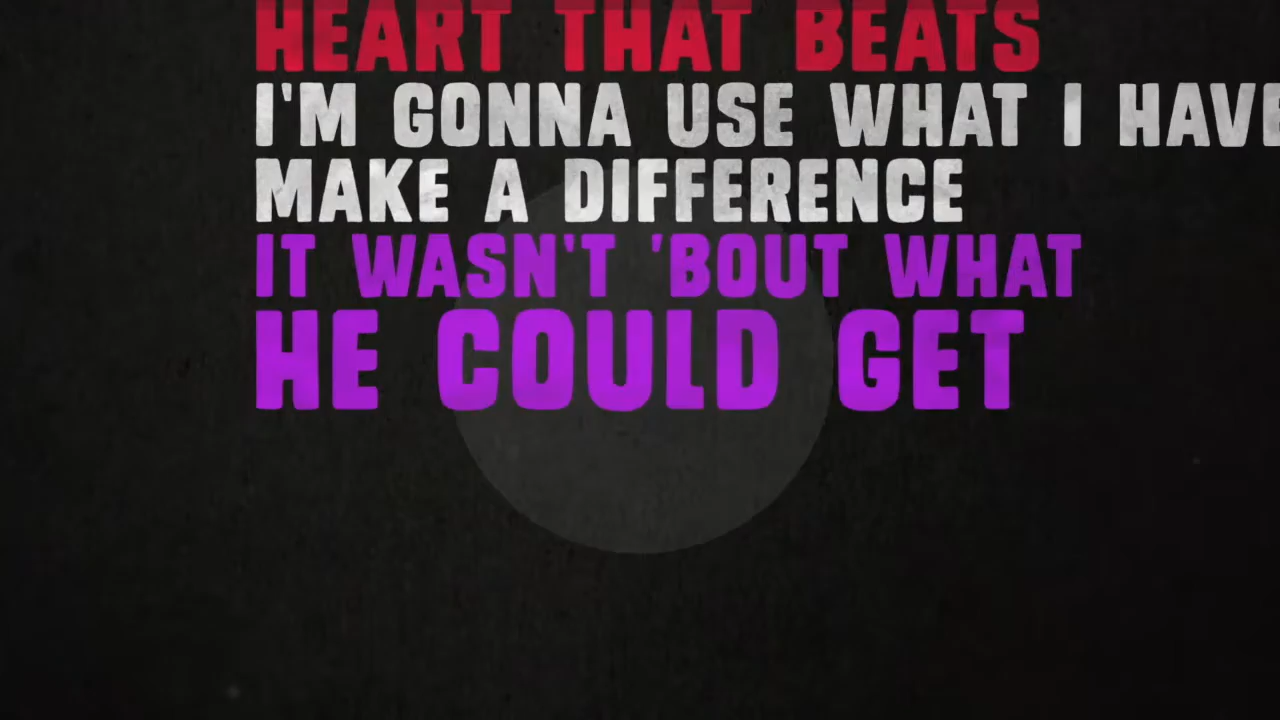 HEART THAT BEATS
I'M GONNA USE WHAT I HAVE
MAKE A DIFFERENCE
IT WASN'T 'BOUT WHAT
HE COULD GET